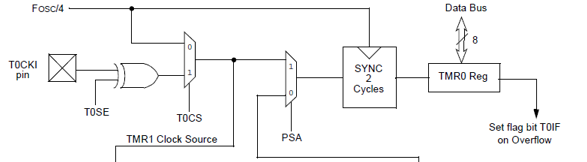 FOSC/4
Data Bus
0
8
T0CKI
pin
1
1
0
SYNC
2
Cycles
TMR0 Reg
T0SE
T0CS
Set flag bit T0IF
on Overflow
TMR1 Clock Source
PSA